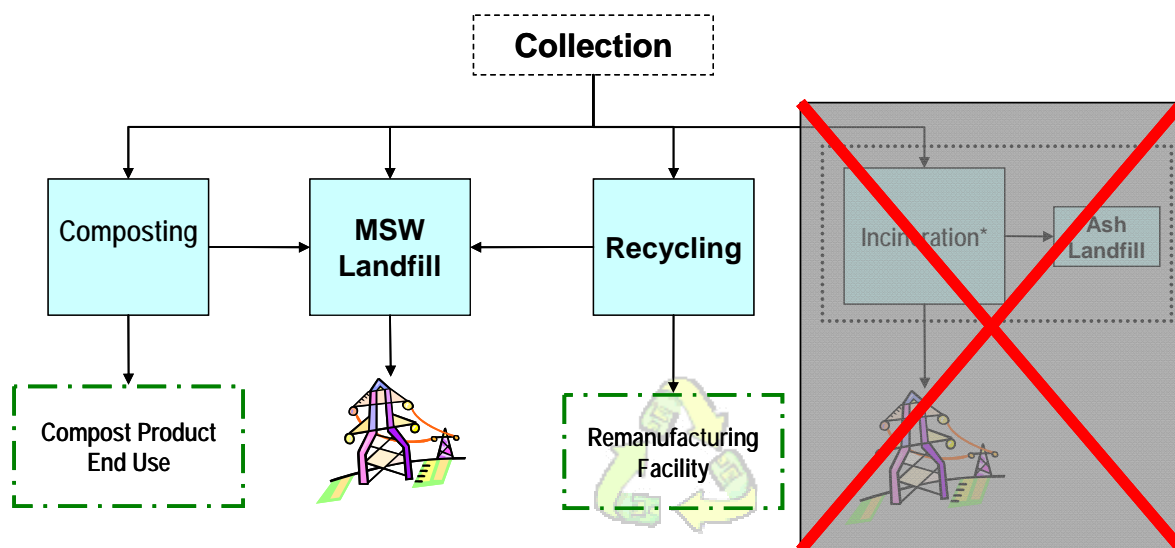 Collection
Composting
MSW
Landfill
Recycling
Incineration*
Ash
Landfill
Compost Product
End Use
Remanufacturing
Facility